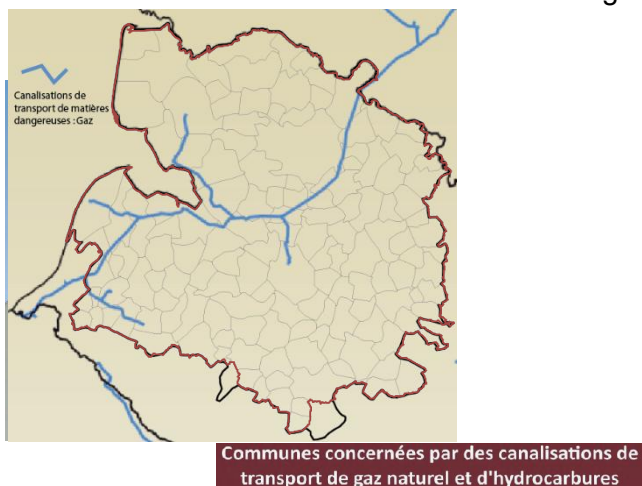 g
Canalisations de
transport de matières
dangereuses : Gaz
Communes concernées par des canalisations de
transport de gaz naturel et d'hydrocarbures